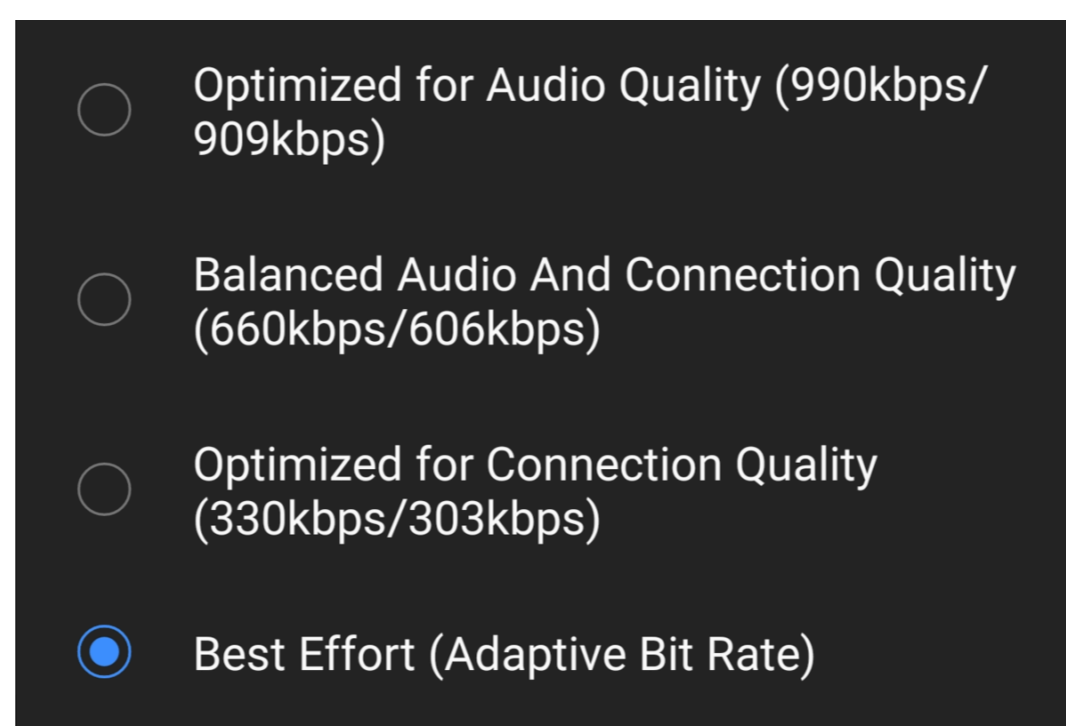 Optimized for Audio Quality (990kbps/
909kbps)
Balanced Audio And Connection Quality
(660kbps/606kbps)
Optimized for Connection Quality
(330kbps/303kbps)
Best Effort (Adaptive Bit Rate)